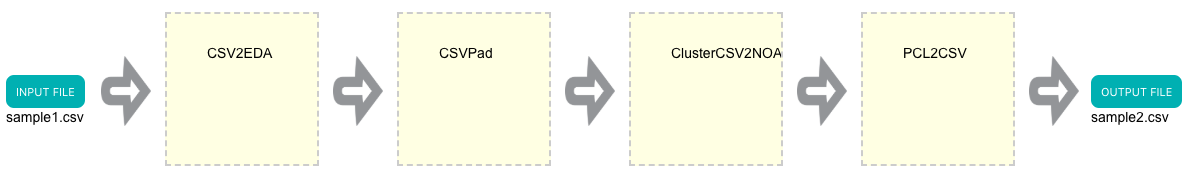 CSV2EDA
CSVPad
ClusterCSV2NOA
PCL2CSV
INPUT FILE
OUTPUT FILE
sample1.csv
sample2.csv